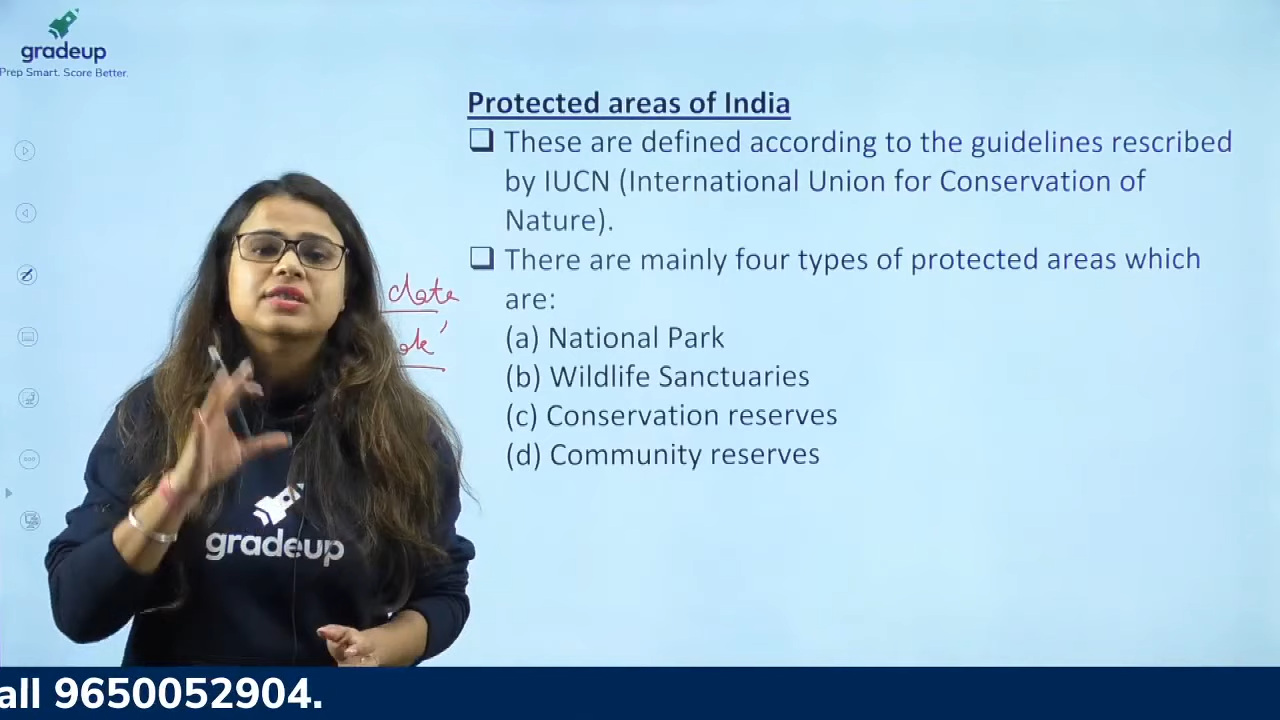 gradeup
Prep Smart. Score Better.
Protected areas of India
These are defined according to the guidelines rescribed
by IUCN (International Union for Conservation of
Nature).
There are mainly four types of protected areas which
are:
(a) National Park
(b) Wildlife Sanctuaries
(c) Conservation reserves
(d) Community reserves
date
gradeup
all 9650052904.